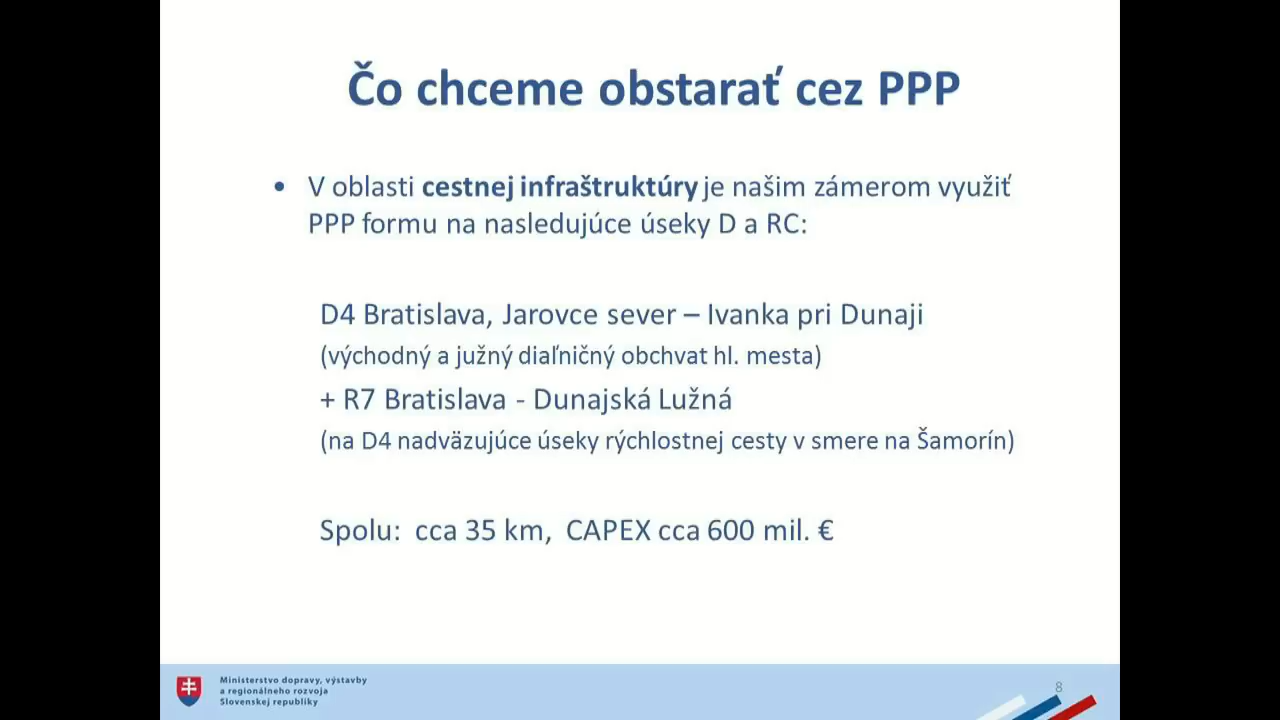 Čo chceme obstarať cez PPP
• V oblasti cestnej infraštruktúry je našim zámerom využiť
PPP formu na nasledujúce úseky D a RC:
D4 Bratislava, Jarovce sever – Ivanka pri Dunaji
(východný a južný diaľničný obchvat hl. mesta)
+ R7 Bratislava - Dunajská Lužná
(na D4 nadväzujúce úseky rýchlostnej cesty v smere na Šamorín)
Spolu: cca 35 km, CAPEX cca 600 mil. €
Ministerstvo dopravy, výstavby
a regionálneho rozvoja
Slovenskej republiky
8